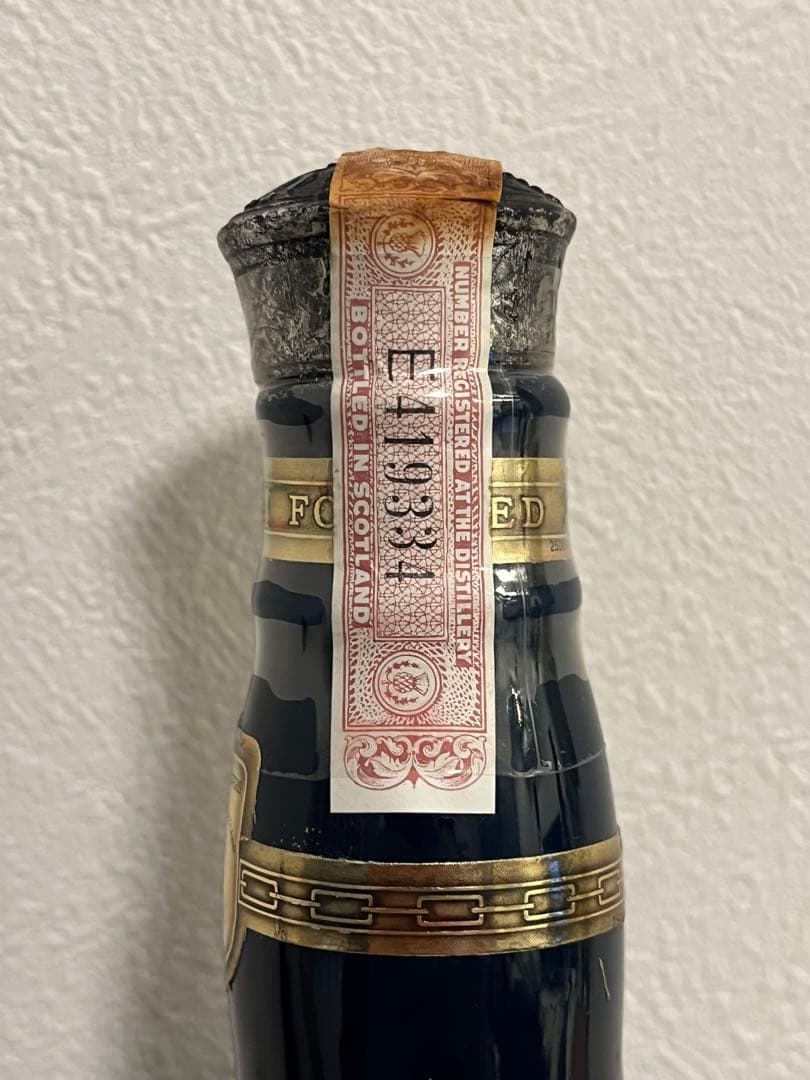 NUMBER REGISTERED AT THE DISTILLERY
E419334
BOTTLED IN SCOTLAND
FO ED